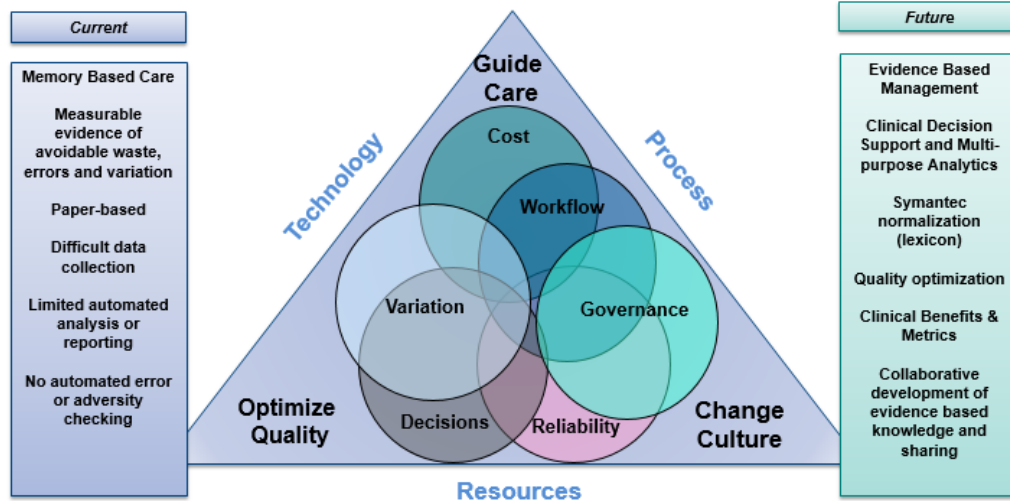 Current
Memory Based Care
Measurable
evidence of
avoidable waste,
errors and variation
Paper-based
Difficult data
collection
Limited automated
analysis or
reporting
No automated error
or adversity
checking
Guide
Care
Technology
Process
Cost
Workflow
Variation
Governance
Decisions
Reliability
Optimize
Quality
Change
Culture
Resources
Future
Evidence Based
Management
Clinical Decision
Support and Multi-
purpose Analytics
Symantec
normalization
(lexicon)
Quality optimization
Clinical Benefits &
Metrics
Collaborative
development of
evidence based
knowledge and
sharing